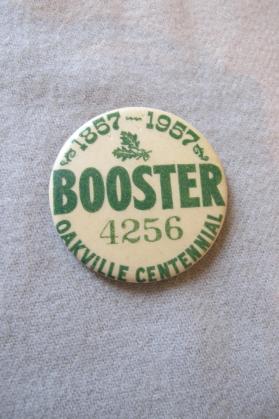 1857-1957
BOOSTER
4256
OAKVILLE CENTENNIAL